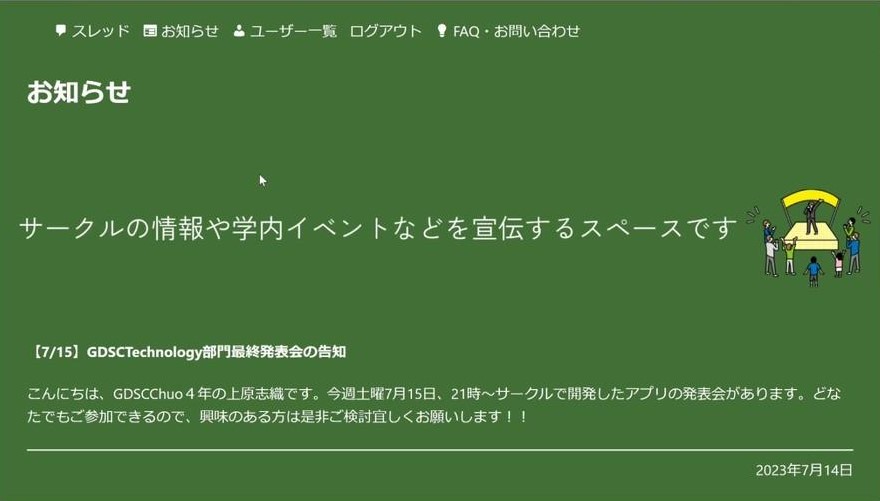 スレッド お知らせ ユーザー一覧 ログアウト FAQ・お問い合わせ
お知らせ
サークルの情報や学内イベントなどを宣伝するスペースです
【7/15】GDSCTechnology部門最終発表会の告知
こんにちは、GDSCChuo４年の上原志織です。今週土曜7月15日、21時～サークルで開発したアプリの発表会があります。どな
たでもご参加できるので、興味のある方は是非ご検討宜しくお願いします！！
2023年7月14日